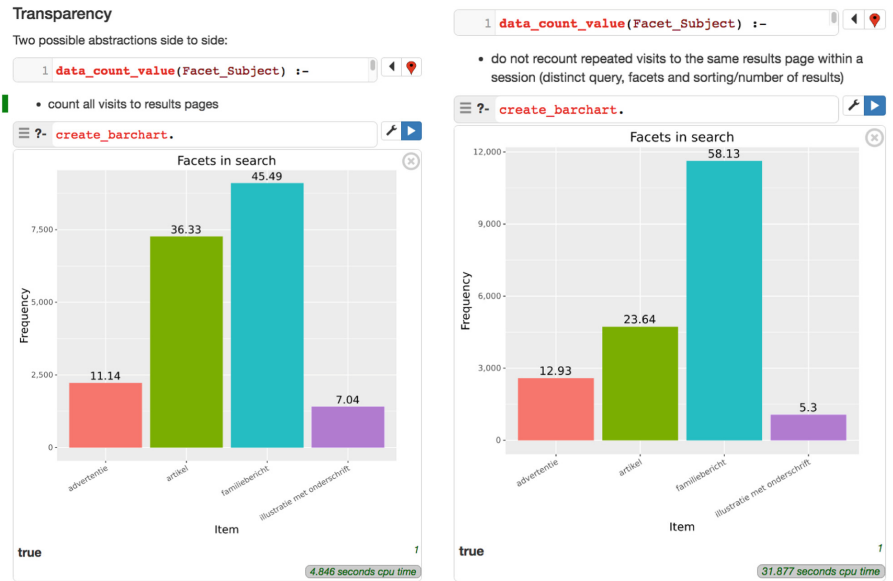 Transparency
Two possible abstractions side to side:
1 data_count_value(Facet_Subject) :-
• count all visits to results pages
?- create_barchart.
Facets in search
45.49
36.33
11.14
7.04
7,500
5,000
2,500
0
Frequency
advertentie
artikel
familiebericht
illustratie met onderschrift
Item
true
1
4.846 seconds cpu time
1 data_count_value(Facet_Subject) :-
• do not recount repeated visits to the same results page within a
session (distinct query, facets and sorting/number of results)
?- create_barchart.
Facets in search
58.13
23.64
12.93
5.3
12,000
9,000
6,000
3,000
0
Frequency
advertentie
artikel
familiebericht
illustratie met onderschrift
Item
true
1
31.877 seconds cpu time